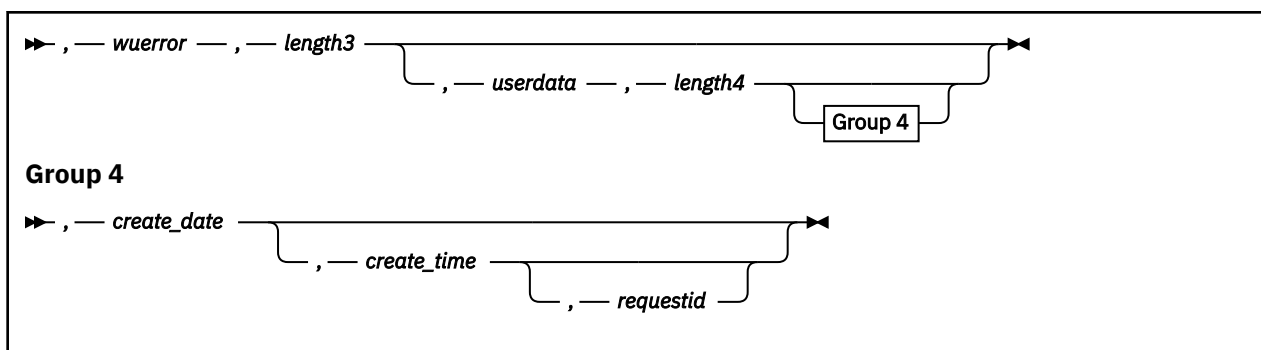 , wuerror , length3
, userdata , length4
Group 4
Group 4
, create_date
, create_time
, requestid